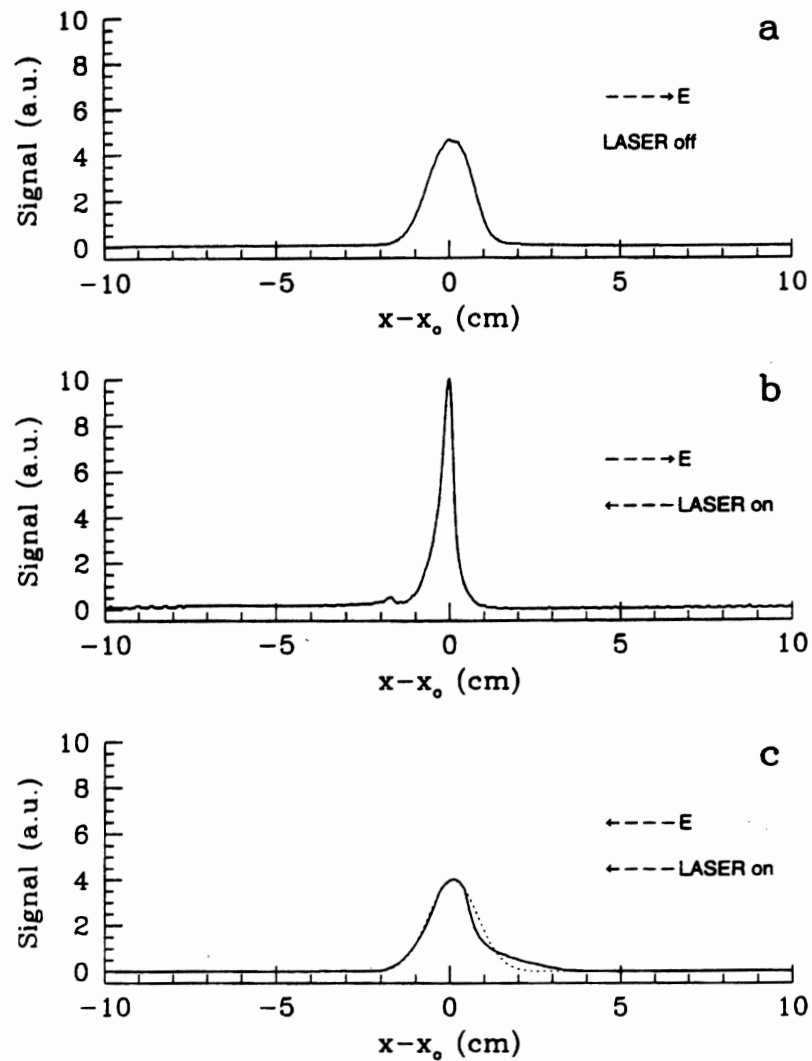 a
10
8
6
4
2
0
Signal (a.u.)
----→E
LASER off
-10 -5 0 5 10
x-x₀ (cm)
b
10
8
6
4
2
0
Signal (a.u.)
----→E
←----LASER on
-10 -5 0 5 10
x-x₀ (cm)
c
10
8
6
4
2
0
Signal (a.u.)
←----E
←----LASER on
-10 -5 0 5 10
x-x₀ (cm)